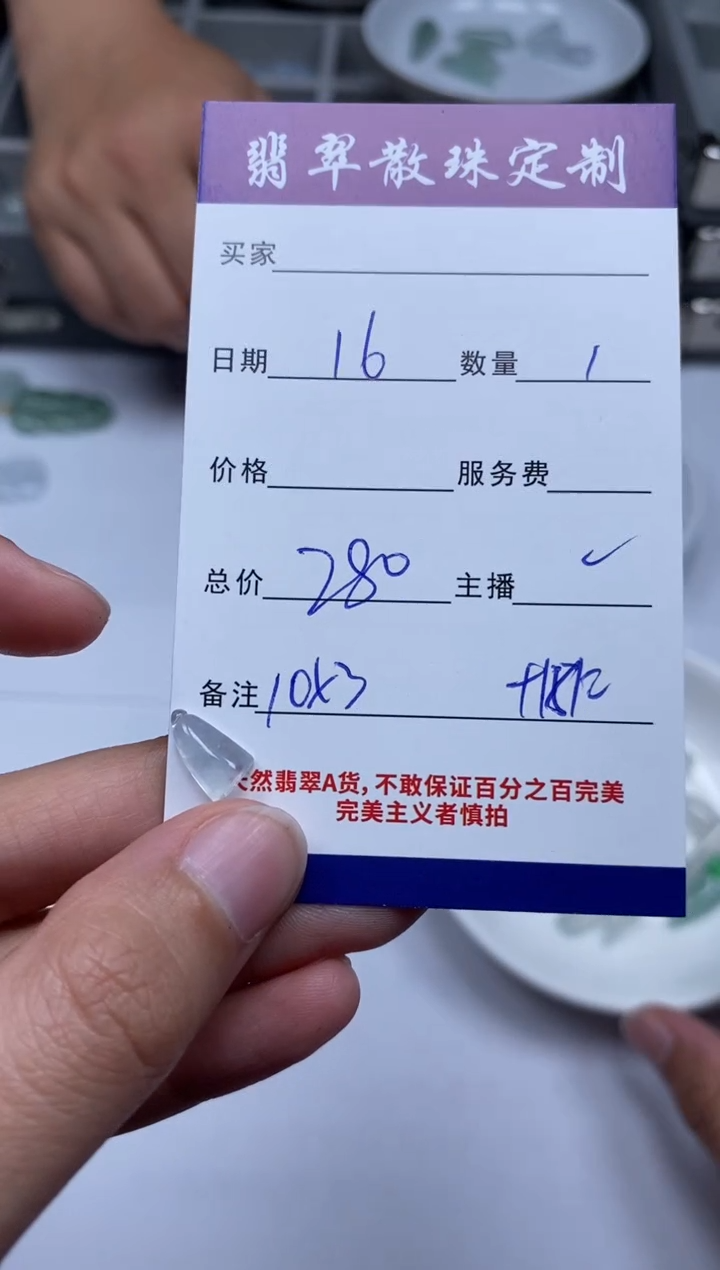 翡翠散珠定制
买家
日期 16 数量 1
价格 服务费
总价 280 主播 ✓
备注 10x3
然翡翠A货，不敢保证百分之百完美
完美主义者慎拍